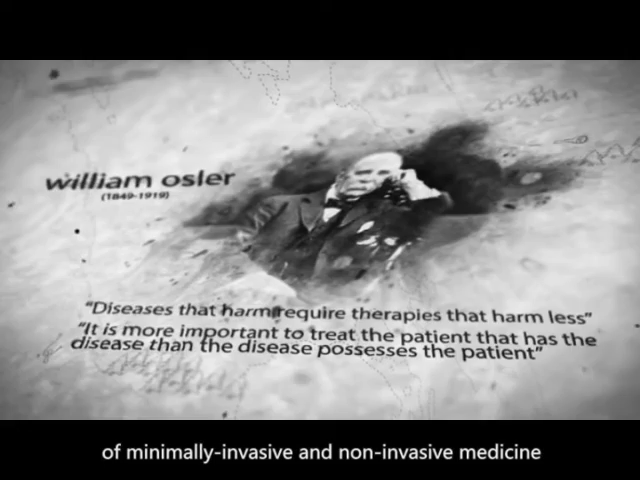 william osler
(1849-1919)
"Diseases that harm require therapies that harm less"
"It is more important to treat the patient that has the
disease than the disease possesses the patient"
of minimally-invasive and non-invasive medicine